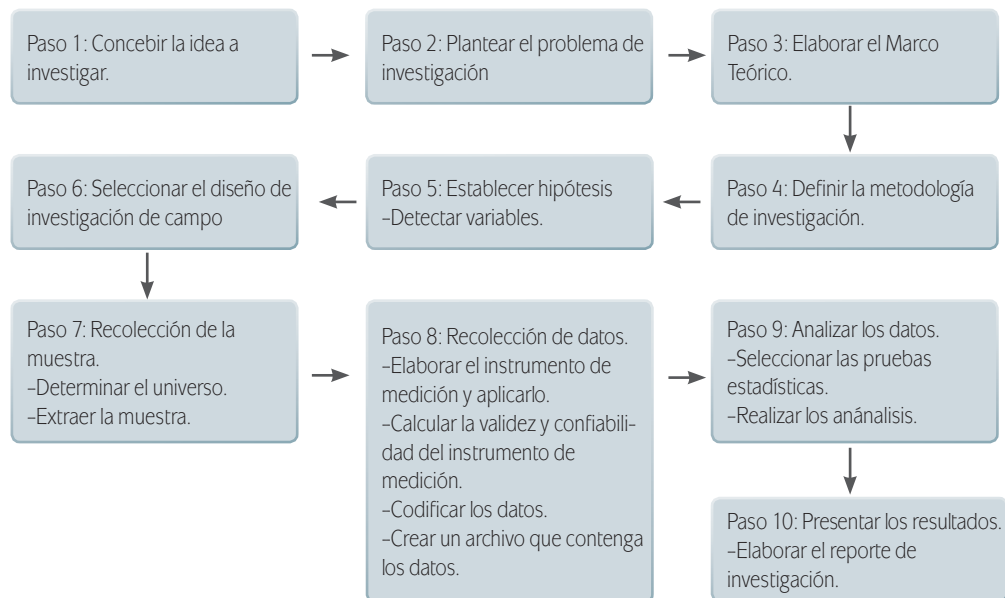 Paso 1: Concebir la idea a
investigar.
Paso 2: Plantear el problema de
investigación
Paso 3: Elaborar el Marco
Teórico.
Paso 4: Definir la metodología
de investigación.
Paso 5: Establecer hipótesis
-Detectar variables.
Paso 6: Seleccionar el diseño de
investigación de campo
Paso 7: Recolección de la
muestra.
-Determinar el universo.
-Extraer la muestra.
Paso 8: Recolección de datos.
-Elaborar el instrumento de
medición y aplicarlo.
-Calcular la validez y confiabili-
dad del instrumento de
medición.
-Codificar los datos.
-Crear un archivo que contenga
los datos.
Paso 9: Analizar los datos.
-Seleccionar las pruebas
estadísticas.
-Realizar los anánalisis.
Paso 10: Presentar los resultados.
-Elaborar el reporte de
investigación.